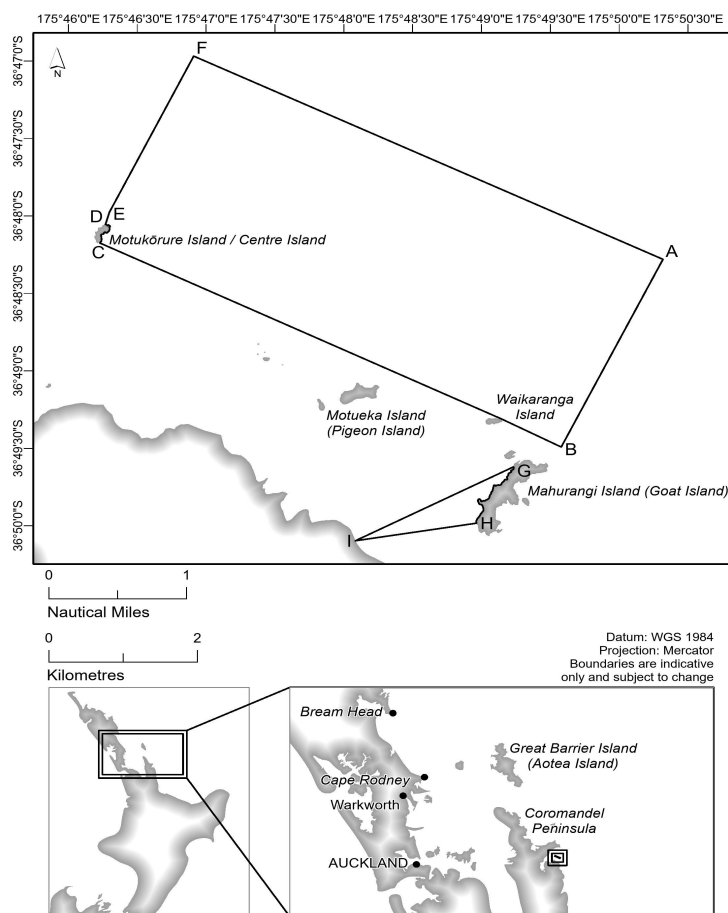 175°46'0"E 175°46'30"E 175°47'0"E 175°47'30"E 175°48'0"E 175°48'30"E 175°49'0"E 175°49'30"E 175°50'0"E 175°50'30"E
36°47'0"S
36°47'30"S
36°48'0"S
36°48'30"S
36°49'0"S
36°49'30"S
36°50'0"S
N
F
D E
Motukōrure Island / Centre Island
C
A
Waikaranga
Island
Motueka Island
(Pigeon Island)
B
G
Mahurangi Island (Goat Island)
H
I
0 1
Nautical Miles
0 2
Kilometres
Datum: WGS 1984
Projection: Mercator
Boundaries are indicative
only and subject to change
Bream Head
Great Barrier Island
(Aotea Island)
Cape Rodney
Warkworth
Coromandel
Peninsula
AUCKLAND